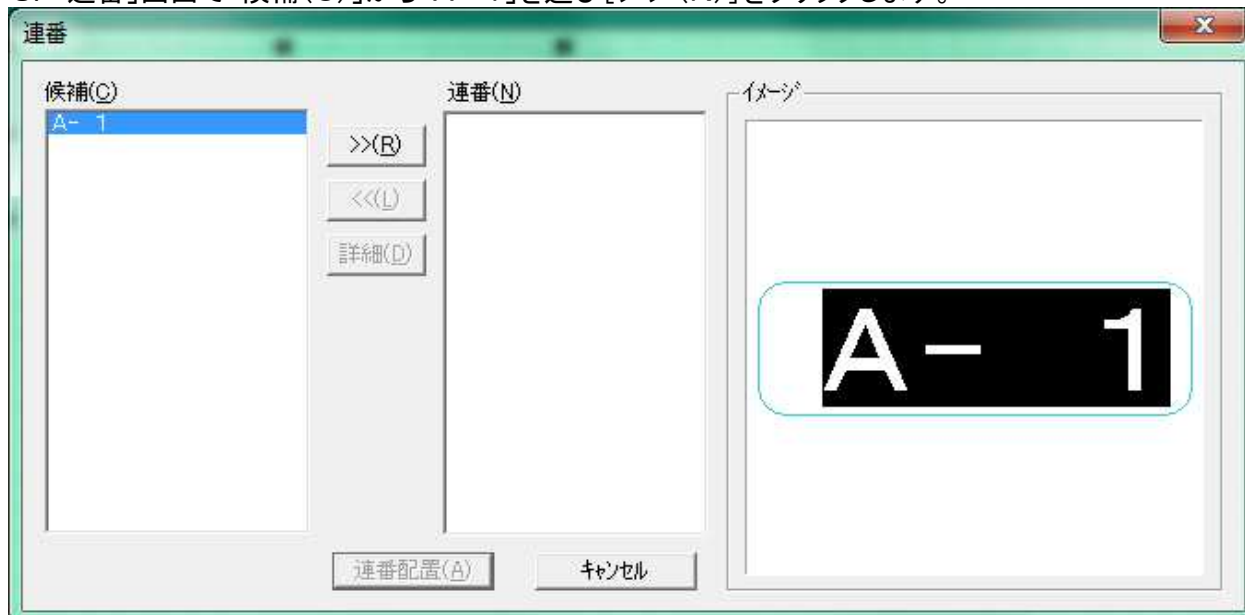 連番
候補(C)
A- 1
>>(R)
<<(L)
詳細(D)
連番(N)
連番配置(A)
キャンセル
イメージ
A- 1